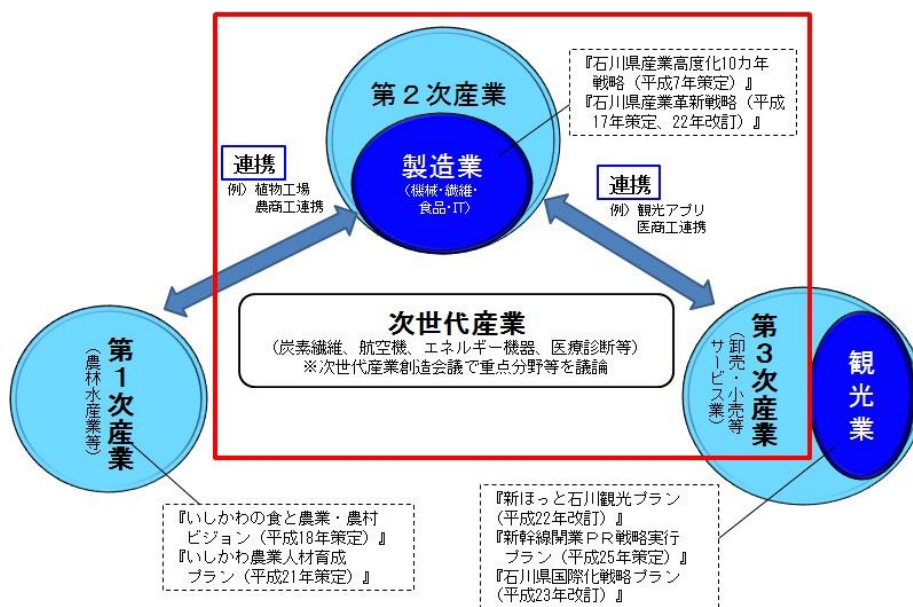 『石川県産業高度化10カ年
戦略（平成7年策定）』
『石川県産業革新戦略（平成
17年策定、22年改訂）』
第２次産業
製造業
（機械・繊維・
食品・IT）
連携
例）植物工場
農商工連携
連携
例）観光アプリ
医商工連携
次世代産業
（炭素繊維、航空機、エネルギー機器、医療診断等）
※次世代産業創造会議で重点分野等を議論
第１次産業
（農林水産業等）
第３次産業
（卸売・小売等
サービス業）
観光業
『いしかわの食と農業・農村
ビジョン（平成18年策定）』
『いしかわ農業人材育成
プラン（平成21年策定）』
『新ほっと石川観光プラン
（平成22年改訂）』
『新幹線開業ＰＲ戦略実行
プラン（平成25年策定）』
『石川県国際化戦略プラン
（平成23年改訂）』